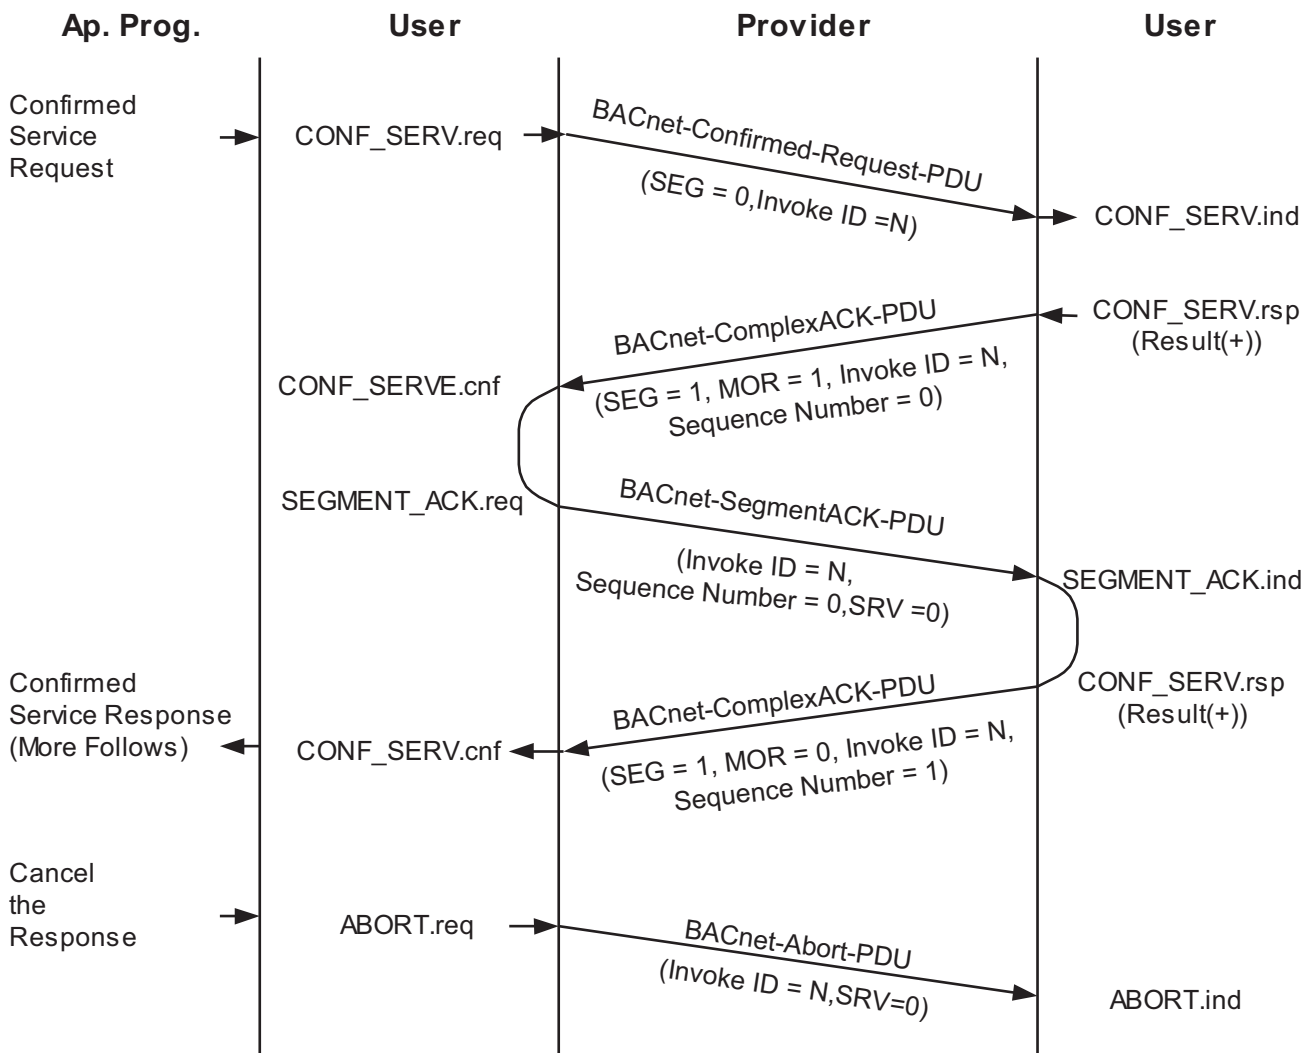 Ap. Prog.
User
Provider
User
Confirmed
Service
Request
CONF_SERV.req
BACnet-Confirmed-Request-PDU
(SEG = 0,Invoke ID =N)
CONF_SERV.ind
CONF_SERV.rsp
(Result(+))
BACnet-ComplexACK-PDU
(SEG = 1, MOR = 1, Invoke ID = N,
Sequence Number = 0)
CONF_SERVE.cnf
SEGMENT_ACK.req
BACnet-SegmentACK-PDU
(Invoke ID = N,
Sequence Number = 0,SRV =0)
SEGMENT_ACK.ind
CONF_SERV.rsp
(Result(+))
BACnet-ComplexACK-PDU
(SEG = 1, MOR = 0, Invoke ID = N,
Sequence Number = 1)
CONF_SERV.cnf
Confirmed
Service Response
(More Follows)
Cancel
the
Response
ABORT.req
BACnet-Abort-PDU
(Invoke ID = N,SRV=0)
ABORT.ind